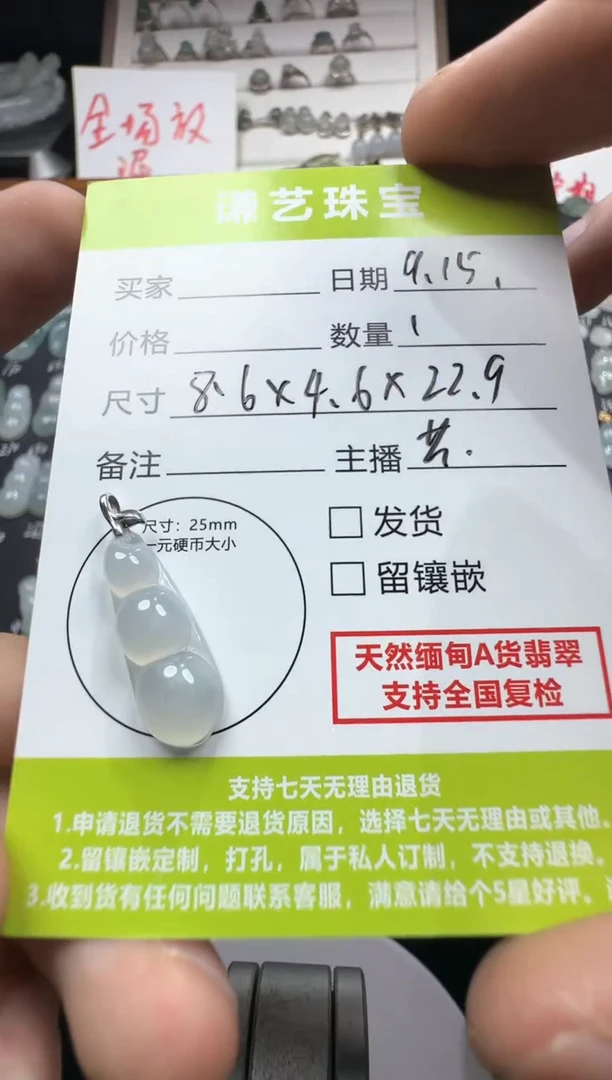 全场放
漏
谦艺珠宝
买家
日期 9.15.
价格
数量 1
尺寸 8.6×4.6×22.9
备注
主播 芸.
尺寸：25mm
一元硬币大小
发货
留镶嵌
天然缅甸A货翡翠
支持全国复检
支持七天无理由退货
1.申请退货不需要退货原因，选择七天无理由或其他。
2.留镶嵌定制，打孔，属于私人订制，不支持退换。
3.收到货有任何问题联系客服，满意请给个5星好评。